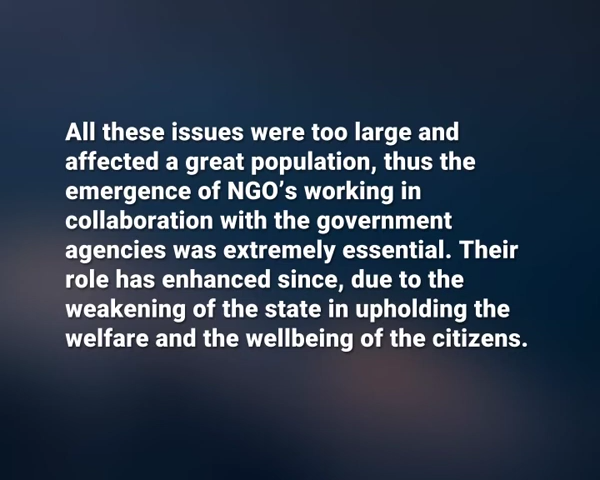 All these issues were too large and
affected a great population, thus the
emergence of NGO’s working in
collaboration with the government
agencies was extremely essential. Their
role has enhanced since, due to the
weakening of the state in upholding the
welfare and the wellbeing of the citizens.